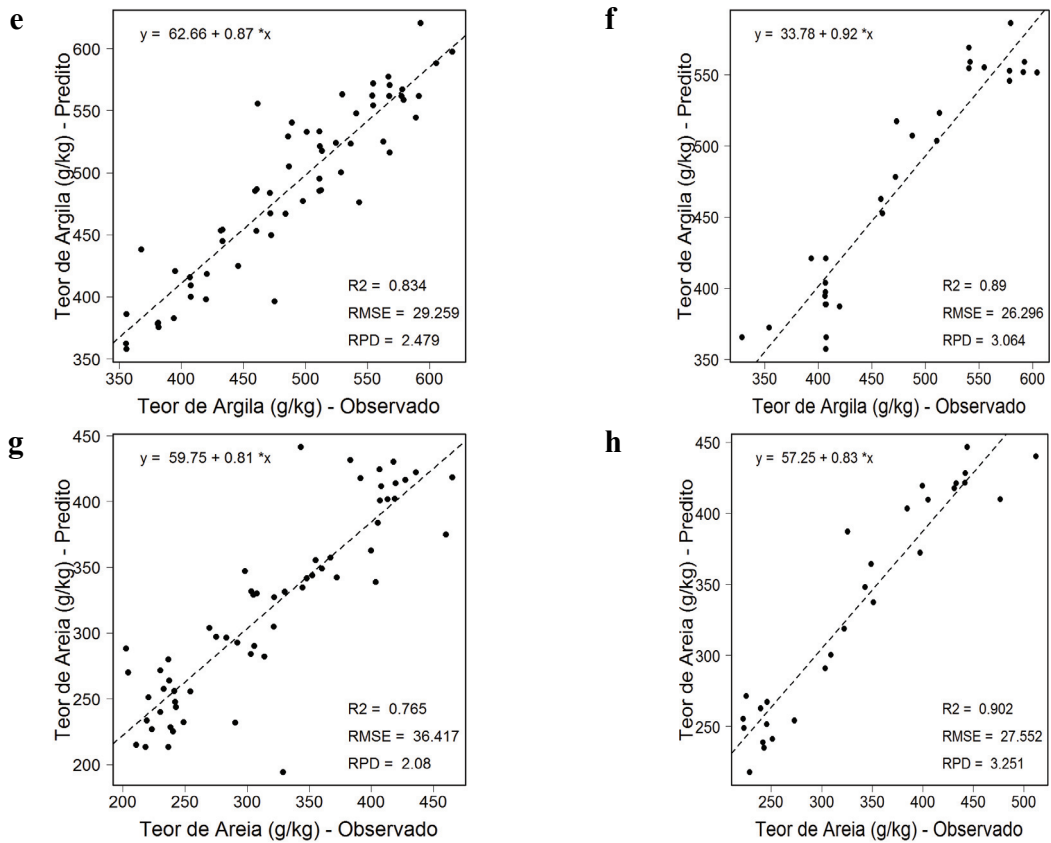 e
y = 62.66 + 0.87 *x
Teor de Argila (g/kg) - Predito
600
550
500
450
400
350
R2 = 0.834
RMSE = 29.259
RPD = 2.479
350 400 450 500 550 600
Teor de Argila (g/kg) - Observado
f
y = 33.78 + 0.92 *x
Teor de Argila (g/kg) - Predito
550
500
450
400
350
R2 = 0.89
RMSE = 26.296
RPD = 3.064
350 400 450 500 550 600
Teor de Argila (g/kg) - Observado
g
y = 59.75 + 0.81 *x
Teor de Areia (g/kg) - Predito
450
400
350
300
250
200
R2 = 0.765
RMSE = 36.417
RPD = 2.08
200 250 300 350 400 450
Teor de Areia (g/kg) - Observado
h
y = 57.25 + 0.83 *x
Teor de Areia (g/kg) - Predito
450
400
350
300
250
R2 = 0.902
RMSE = 27.552
RPD = 3.251
250 300 350 400 450 500
Teor de Areia (g/kg) - Observado